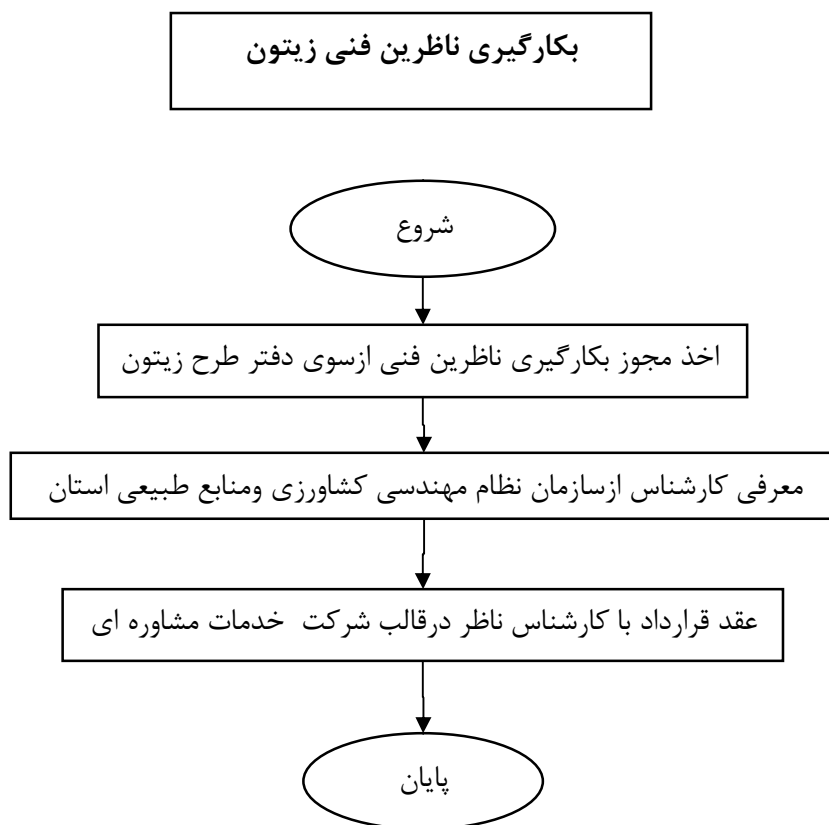 بکارگیری ناظرین فنی زیتون
شروع
اخذ مجوز بکارگیری ناظرین فنی ازسوی دفتر طرح زیتون
معرفی کارشناس ازسازمان نظام مهندسی کشاورزی ومنابع طبیعی استان
عقد قرارداد با کارشناس ناظر درقالب شرکت خدمات مشاوره ای
پایان